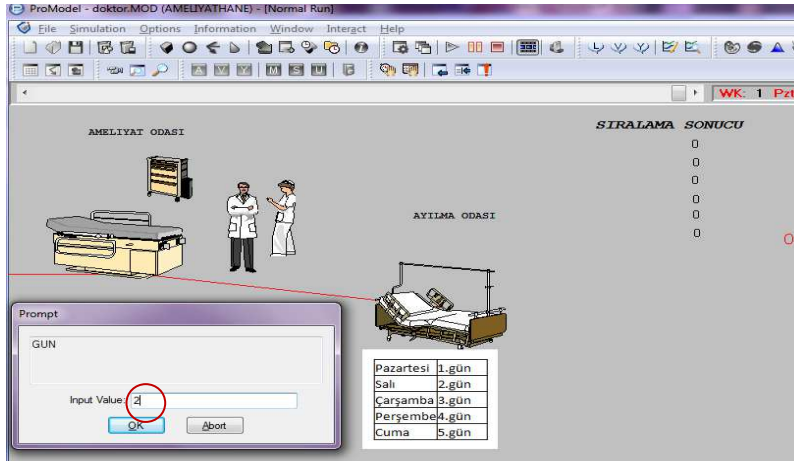 ProModel - doktor.MOD (AMELIYATHANE) - [Normal Run]
File Simulation Options Information Window Interact Help
WK: 1 Pzt
SIRALAMA SONUCU
0
0
0
0
0
0
AMELIYAT ODASI
AYILMA ODASI
Prompt
GUN
Input Value: 2
OK Abort
Pazartesi 1.gün
Salı 2.gün
Çarşamba 3.gün
Perşembe 4.gün
Cuma 5.gün